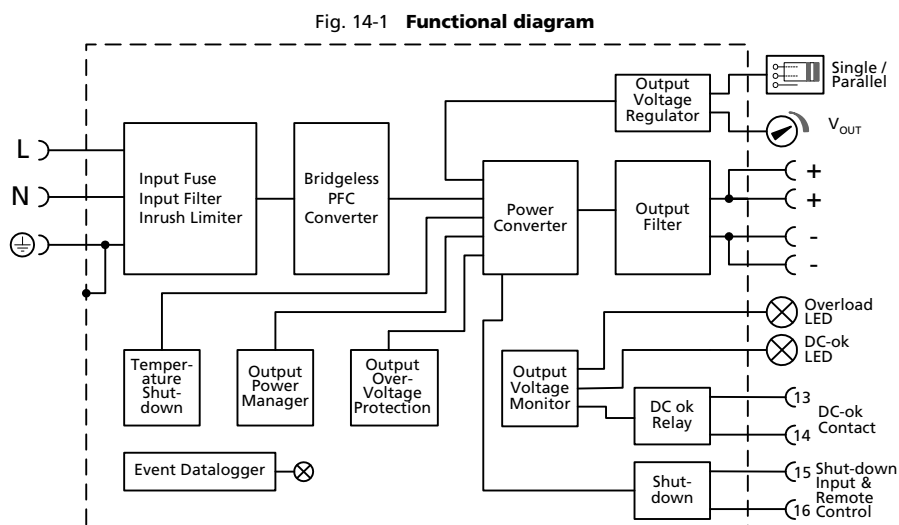 Fig. 14-1 Functional diagram
Single /
Parallel
Output
Voltage
Regulator
VOUT
L
N
Input Fuse
Input Filter
Inrush Limiter
Bridgeless
PFC
Converter
Power
Converter
Output
Filter
+
+
-
-
Overload
LED
DC-ok
LED
Temper-
ature
Shut-
down
Output
Power
Manager
Output
Over-
Voltage
Protection
Output
Voltage
Monitor
DC ok
Relay
13
14
DC-ok
Contact
Event Datalogger
Shut-
down
15
16
Shut-down
Input &
Remote
Control